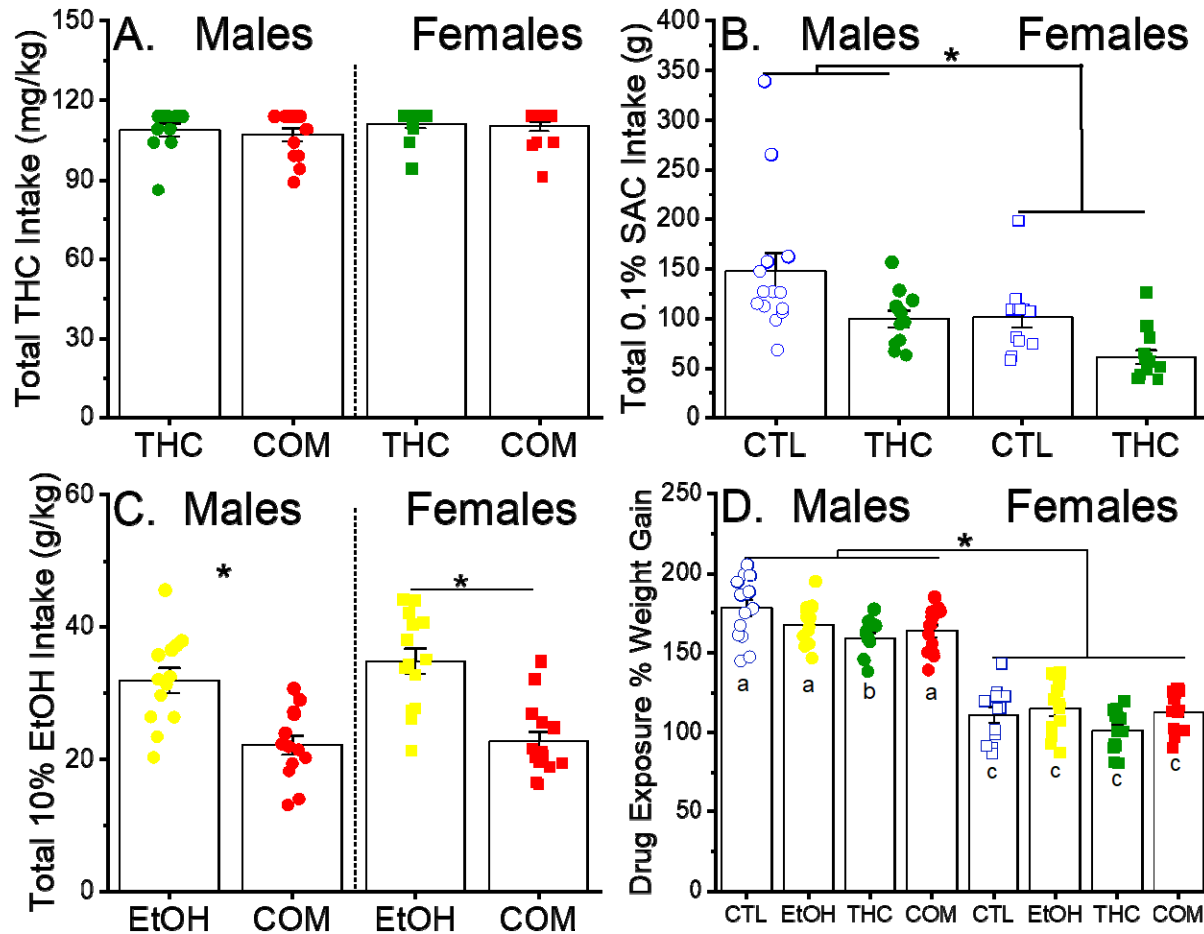 A. Males Females
Total THC Intake (mg/kg)
150
120
90
60
30
0
THC COM THC COM
B. Males Females
Total 0.1% SAC Intake (g)
400
350
300
250
200
150
100
50
0
*
CTL THC CTL THC
C. Males Females
Total 10% EtOH Intake (g/kg)
60
40
20
0
* *
EtOH COM EtOH COM
D. Males Females
Drug Exposure % Weight Gain
250
200
150
100
50
0
*
a a b a
c c c c
CTL EtOH THC COM CTL EtOH THC COM